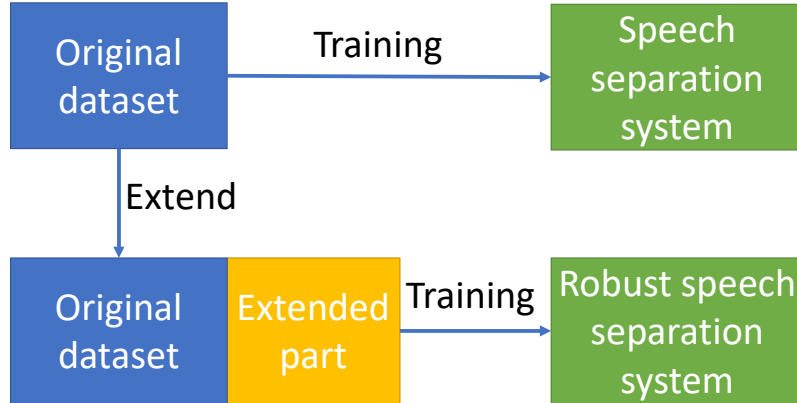 Original
dataset
Training
Speech
separation
system
Extend
Original
dataset
Extended
part
Training
Robust speech
separation
system